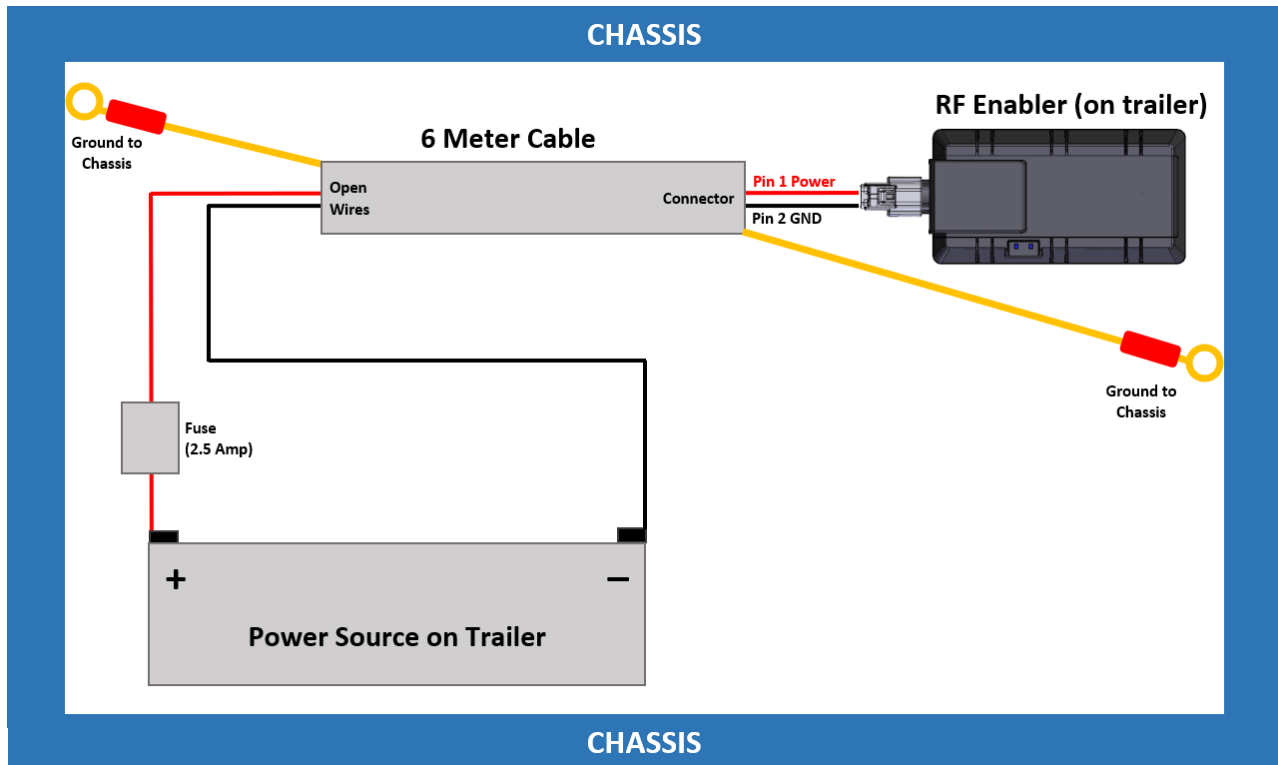 CHASSIS
RF Enabler (on trailer)
6 Meter Cable
Ground to
Chassis
Open
Wires
Connector
Pin 1 Power
Pin 2 GND
Ground to
Chassis
Fuse
(2.5 Amp)
+
−
Power Source on Trailer
CHASSIS